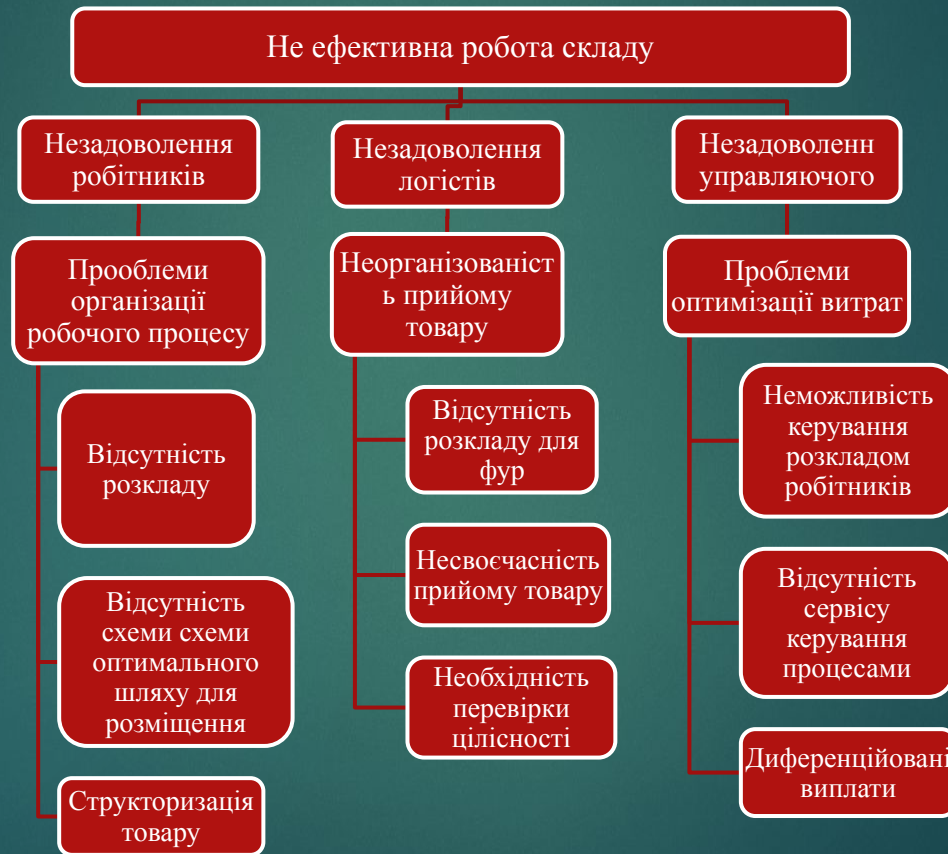 Не ефективна робота складу
Незадоволення
робітників
Прооблеми
організації
робочого процесу
Відсутність
розкладу
Відсутність
схеми схеми
оптимального
шляху для
розміщення
Структоризація
товару
Незадоволення
логістів
Неорганізованіст
ь прийому
товару
Відсутність
розкладу для
фур
Несвоєчасність
прийому товару
Необхідність
перевірки
цілісності
Незадоволенн
управляючого
Проблеми
оптимізації витрат
Неможливість
керування
розкладом
робітників
Відсутність
сервісу
керування
процесами
Диференційовані
виплати